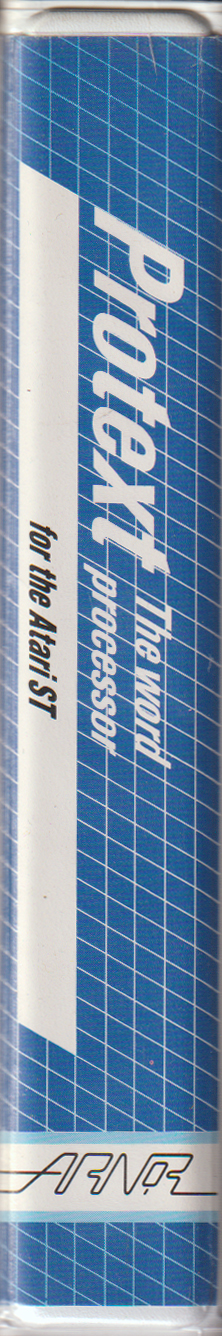 Protext
The word
processor
for the Atari ST
ARNOR